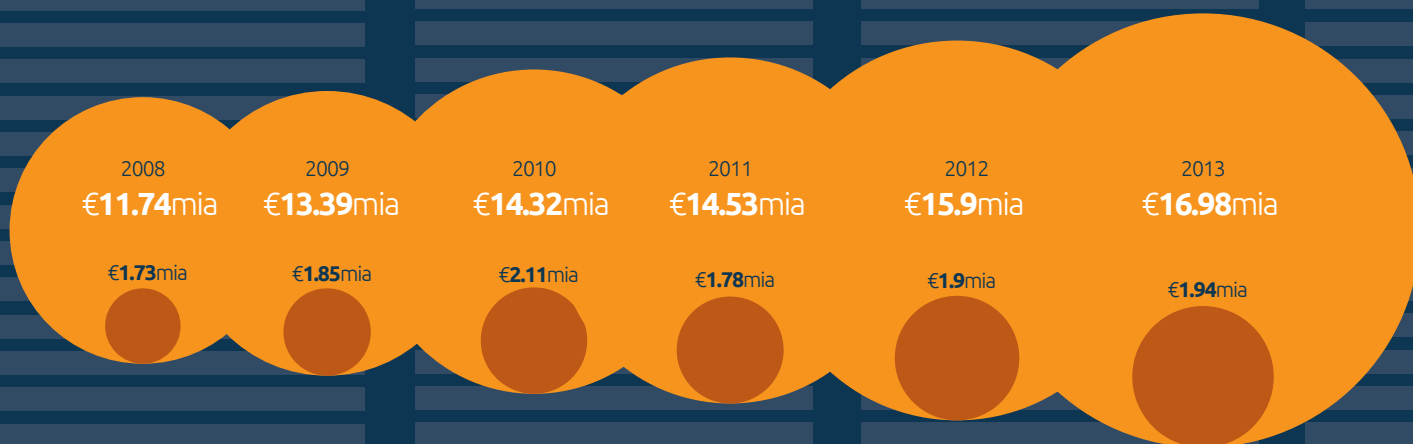 2008
€11.74mia
€1.73mia
2009
€13.39mia
€1.85mia
2010
€14.32mia
€2.11mia
2011
€14.53mia
€1.78mia
2012
€15.9mia
€1.9mia
2013
€16.98mia
€1.94mia